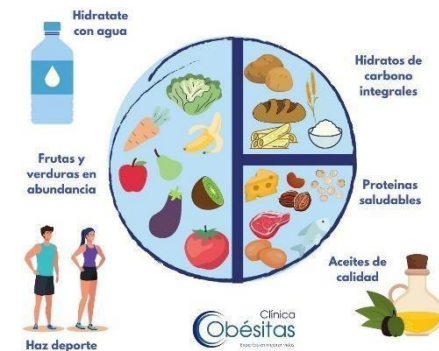 Hidratate
con agua
Hidratos de
carbono
integrales
Frutas y
verduras en
abundancia
Proteinas
saludables
Aceites de
calidad
Haz deporte
Clínica
Obésitas